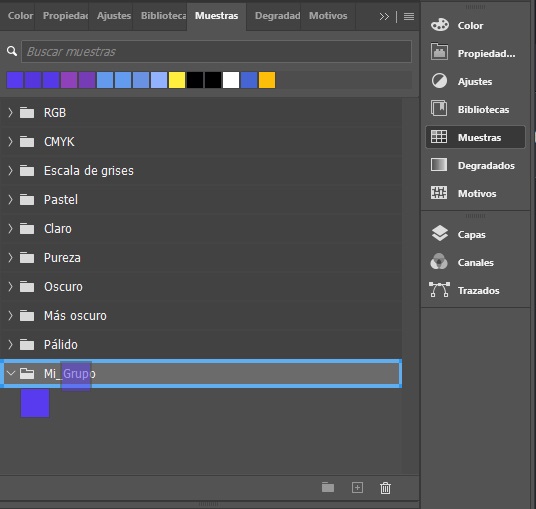 Color Propiedad Ajustes Biblioteca Muestras Degradad Motivos
Buscar muestras
RGB
CMYK
Escala de grises
Pastel
Claro
Pureza
Oscuro
Más oscuro
Pálido
Mi_Grupo
Color
Propiedad...
Ajustes
Bibliotecas
Muestras
Degradados
Motivos
Capas
Canales
Trazados